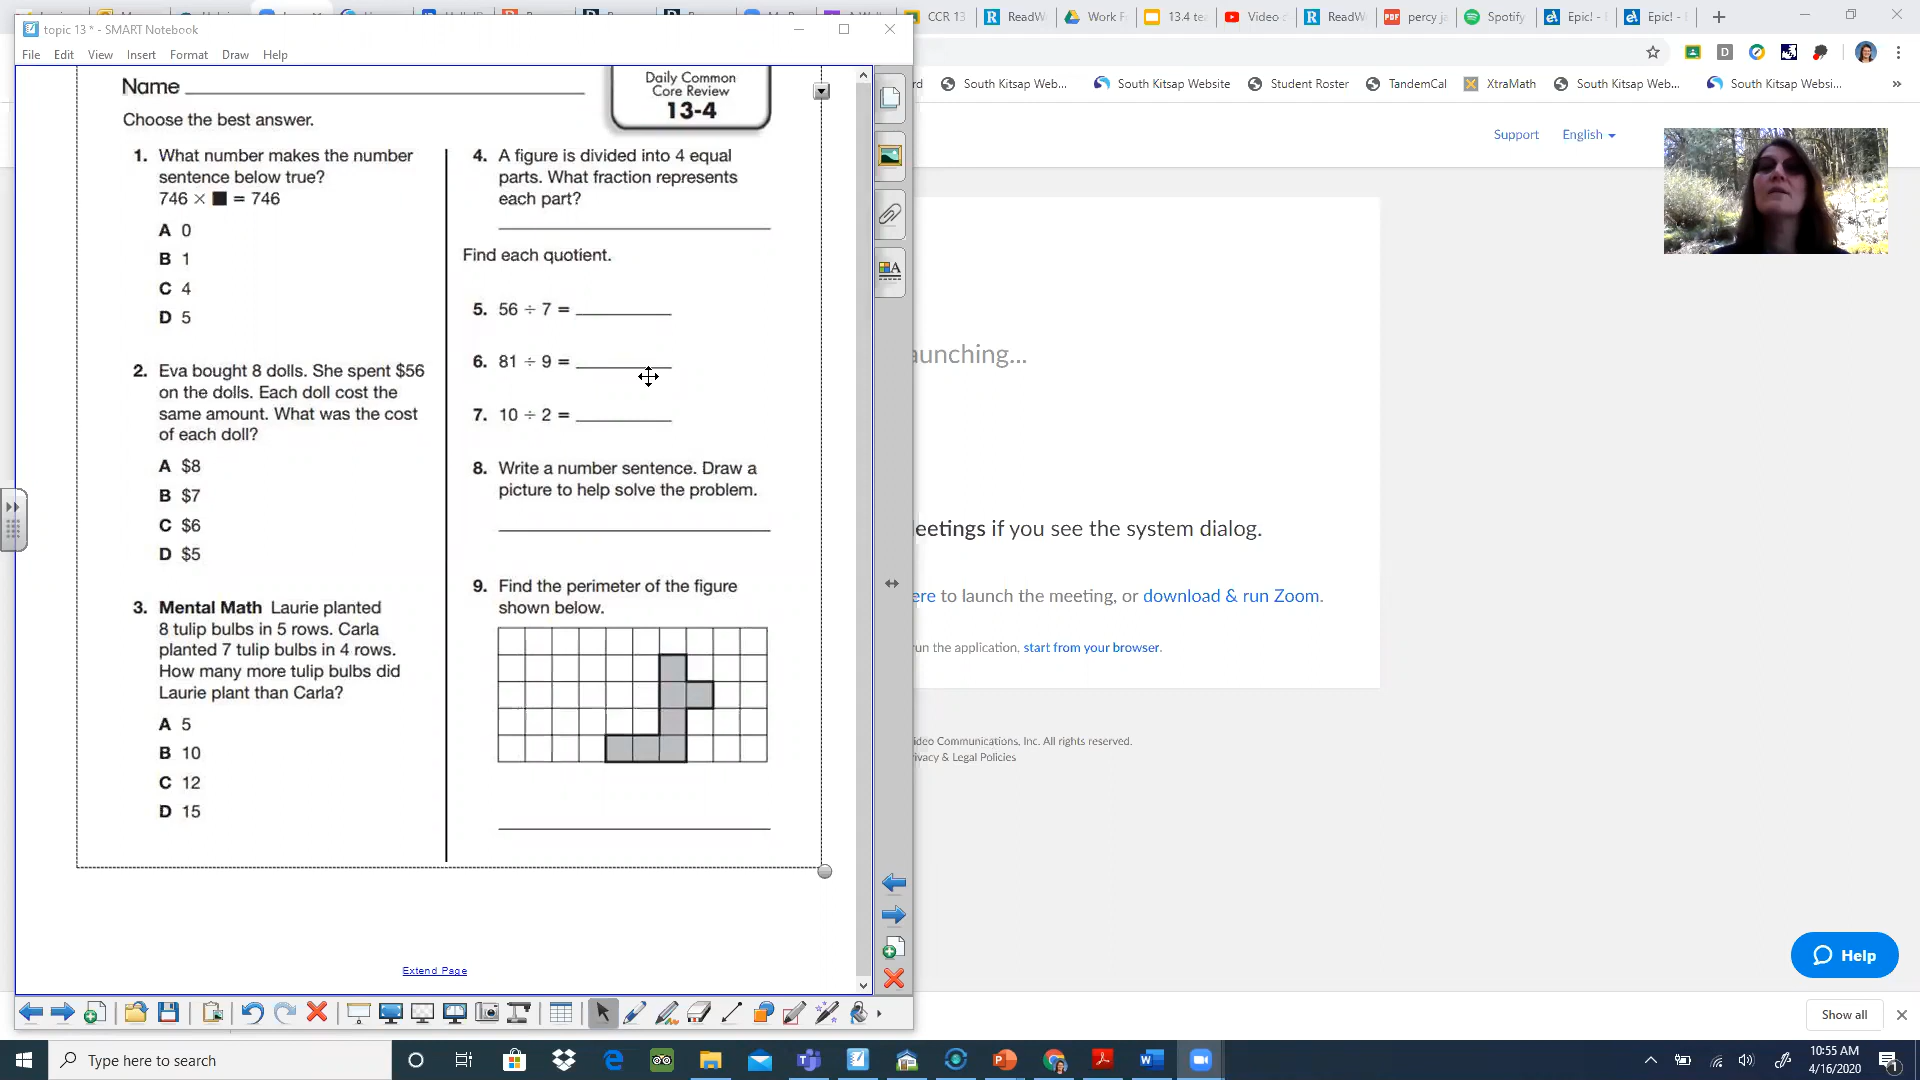 topic 13 * - SMART Notebook
File Edit View Insert Format Draw Help
CCR 13
ReadW
Work F
13.4 te
Video
ReadW
percy ja
Spotify
Epic! -
Epic! -
South Kitsap Web...
South Kitsap Website
Student Roster
TandemCal
XtraMath
South Kitsap Web...
South Kitsap Websi...
Support English
Name
Daily Common
Core Review
13-4
Choose the best answer.
1. What number makes the number
sentence below true?
746 × ■ = 746
A 0
B 1
C 4
D 5
2. Eva bought 8 dolls. She spent $56
on the dolls. Each doll cost the
same amount. What was the cost
of each doll?
A $8
B $7
C $6
D $5
3. Mental Math Laurie planted
8 tulip bulbs in 5 rows. Carla
planted 7 tulip bulbs in 4 rows.
How many more tulip bulbs did
Laurie plant than Carla?
A 5
B 10
C 12
D 15
4. A figure is divided into 4 equal
parts. What fraction represents
each part?
Find each quotient.
5. 56 ÷ 7 =
6. 81 ÷ 9 =
7. 10 ÷ 2 =
8. Write a number sentence. Draw a
picture to help solve the problem.
9. Find the perimeter of the figure
shown below.
Extend Page
aunching...
eetings if you see the system dialog.
ere to launch the meeting, or download & run Zoom.
run the application, start from your browser.
ideo Communications, Inc. All rights reserved.
rivacy & Legal Policies
Help
Show all
Type here to search
10:55 AM
4/16/2020
1